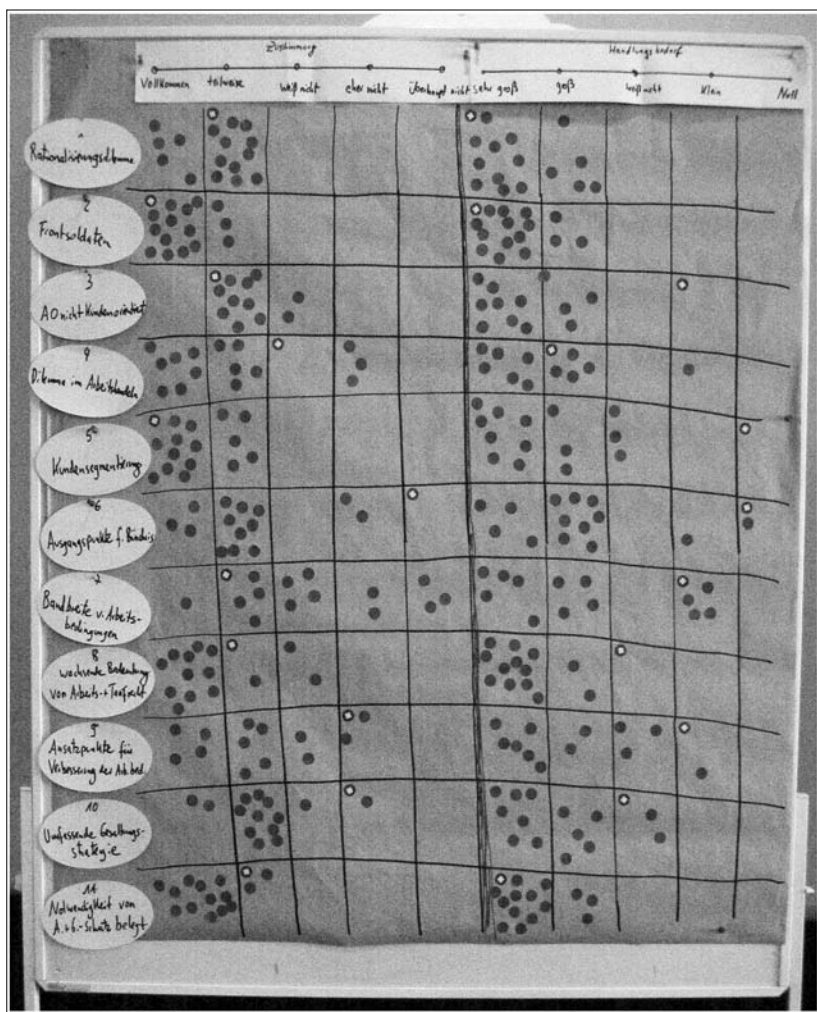 Zustimmung
Handlungsbedarf
Vollkommen teilweise weiß nicht eher nicht Überhaupt nicht sehr groß groß weiß nicht Klein Null
1
Rationalisierungsdilemma
2
Frontsoldaten
3
AO nicht Kundenorientiert
4
Dilemma im Arbeitshandeln
5
Kundensegmentierung
6
Ausgangspunkte f. Bündnis
7
Bandbreite v. Arbeits-
bedingungen
8
wachsende Bedeutung
von Arbeits-+Tarifrecht
9
Ansatzpunkte für
Verbesserung der Arb.bed.
10
Umfassende Gestaltungs-
strategie
11
Notwendigkeit von
A.+G.-Schutz belegt